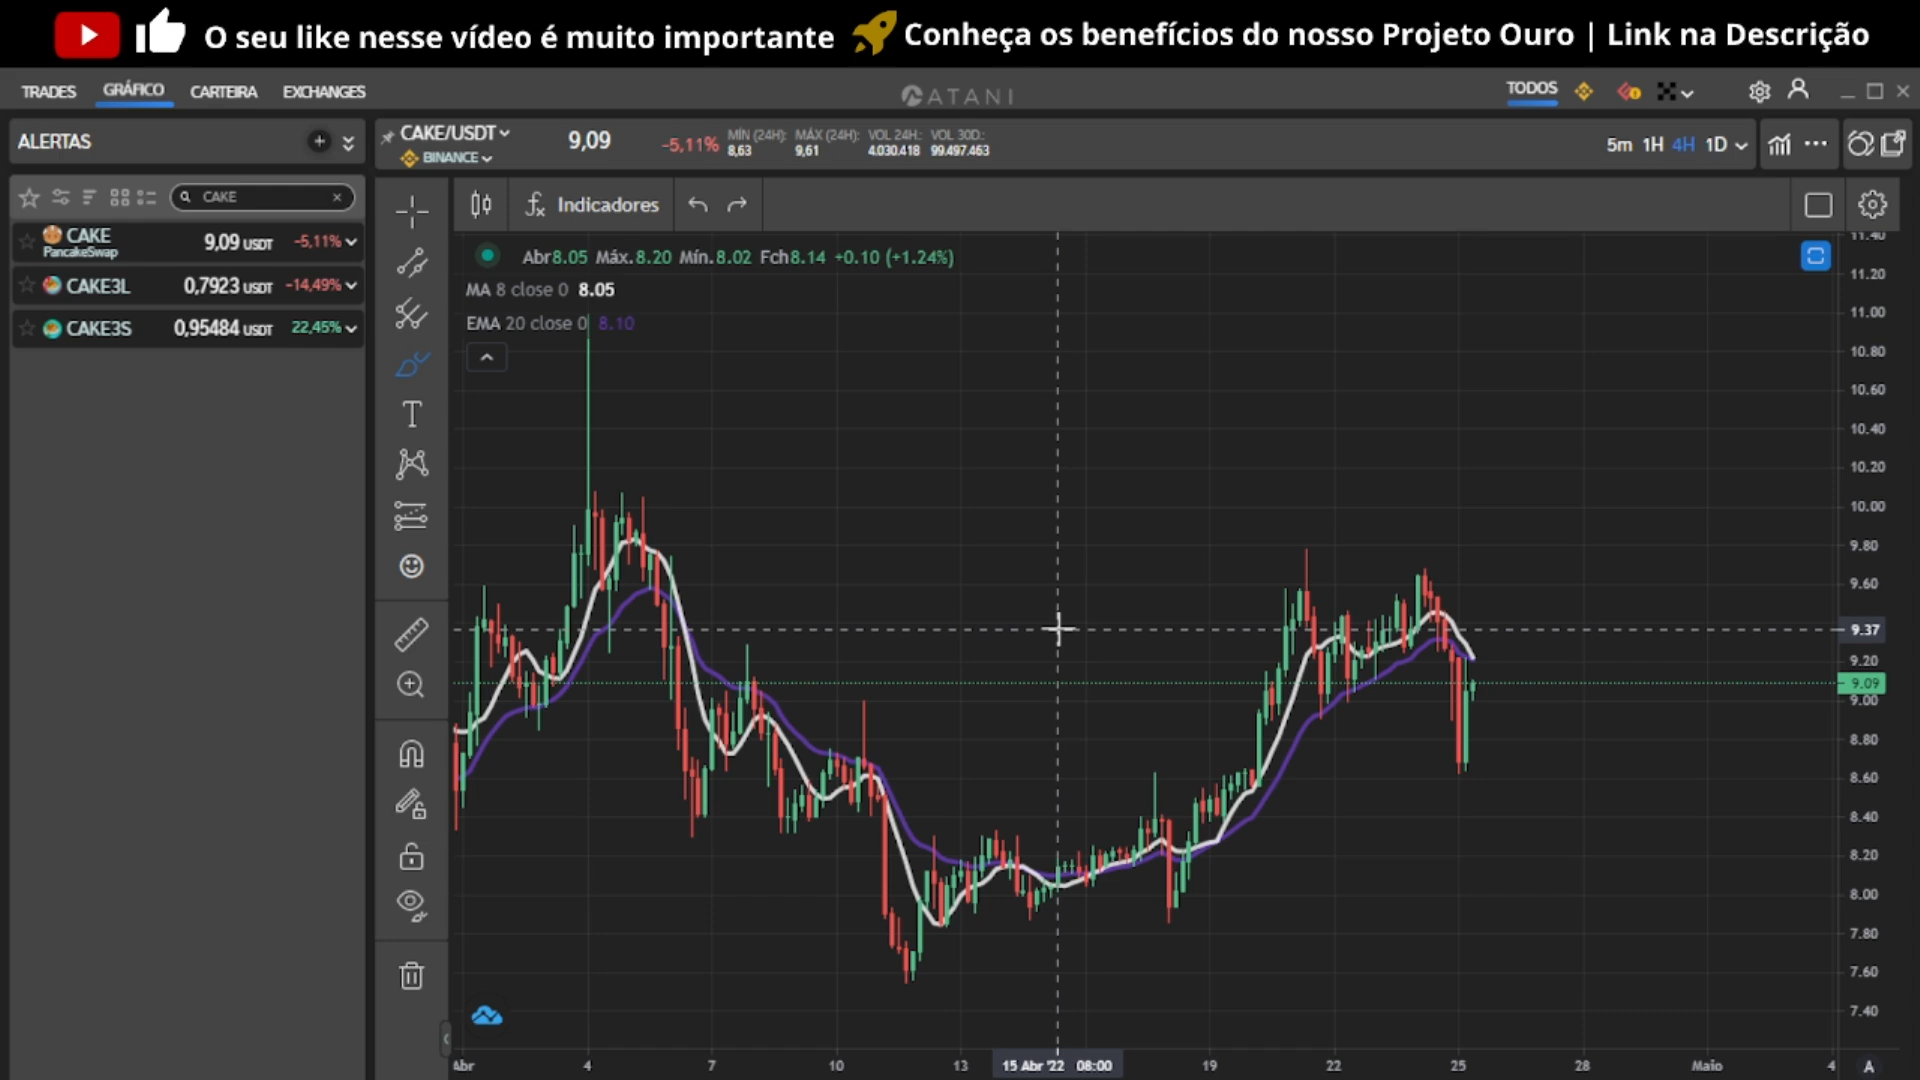 O seu like nesse vídeo é muito importante Conheça os benefícios do nosso Projeto Ouro | Link na Descrição
TRADES GRÁFICO CARTEIRA EXCHANGES ATANI TODOS
ALERTAS
CAKE/USDT 9,09 -5,11% MÍN (24H): MÁX (24H): VOL 24H.: VOL 30D.:
BINANCE 8,63 9,61 4.030.418 99.497.463
5m 1H 4H 1D
CAKE
CAKE 9,09 USDT -5,11%
PancakeSwap
CAKE3L 0,7923 USDT -14,49%
CAKE3S 0,95484 USDT 22,45%
Indicadores
Abr8.05 Máx.8.20 Mín.8.02 Fch8.14 +0.10 (+1.24%)
MA 8 close 0 8.05
EMA 20 close 0 8.10
11.40
11.20
11.00
10.80
10.60
10.40
10.20
10.00
9.80
9.60
9.37
9.20
9.09
9.00
8.80
8.60
8.40
8.20
8.00
7.80
7.60
7.40
Abr 4 7 10 13 15 Abr '22 08:00 19 22 25 28 Maio 4 A